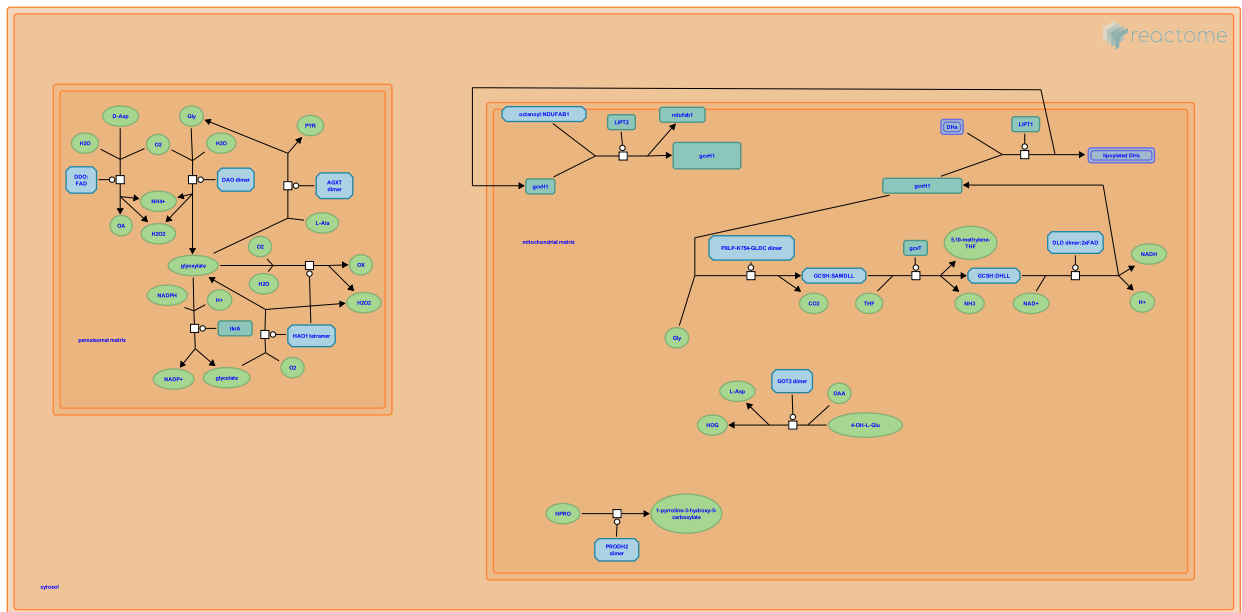 reactome
D-Asp
Gly
PYR
H2O
O2
H2O
DDO:
FAD
DAO dimer
AGXT
dimer
NH4+
L-Ala
OA
H2O2
glyoxylate
O2
OX
H2O
NADPH
H+
H2O2
tkrA
HAO1 tetramer
peroxisomal matrix
NADP+
glycolate
O2
octanoyl:NDUFAB1
LIPT2
ndufab1
gcvH1
gcvH1
DHs
LIPT1
lipoylated DHs
gcvH1
mitochondrial matrix
PXLP-K754-GLDC dimer
gcvT
5,10-methylene-
THF
DLD dimer:2xFAD
NADH
GCSH:SAMDLL
GCSH:DHLL
CO2
THF
NH3
NAD+
H+
Gly
GOT2 dimer
L-Asp
OAA
HOG
4-OH-L-Glu
HPRO
1-pyrroline-3-hydroxy-5-
carboxylate
PRODH2
dimer
cytosol